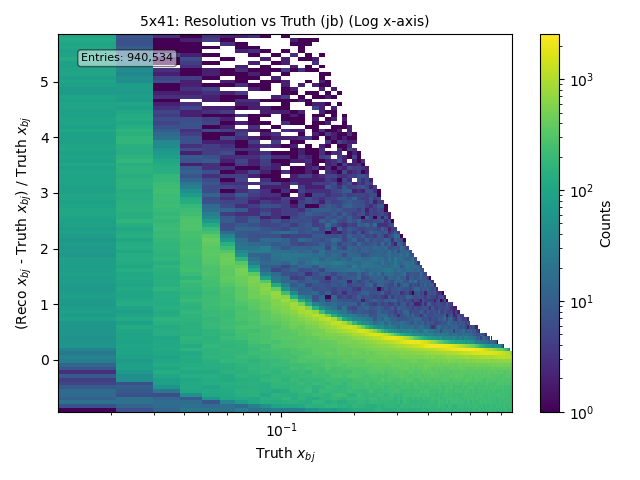 5x41: Resolution vs Truth (jb) (Log x-axis)
Entries: 940,534
(Reco x_bj - Truth x_bj) / Truth x_bj
5
4
3
2
1
0
10^-1
Truth x_bj
10^3
10^2
10^1
10^0
Counts